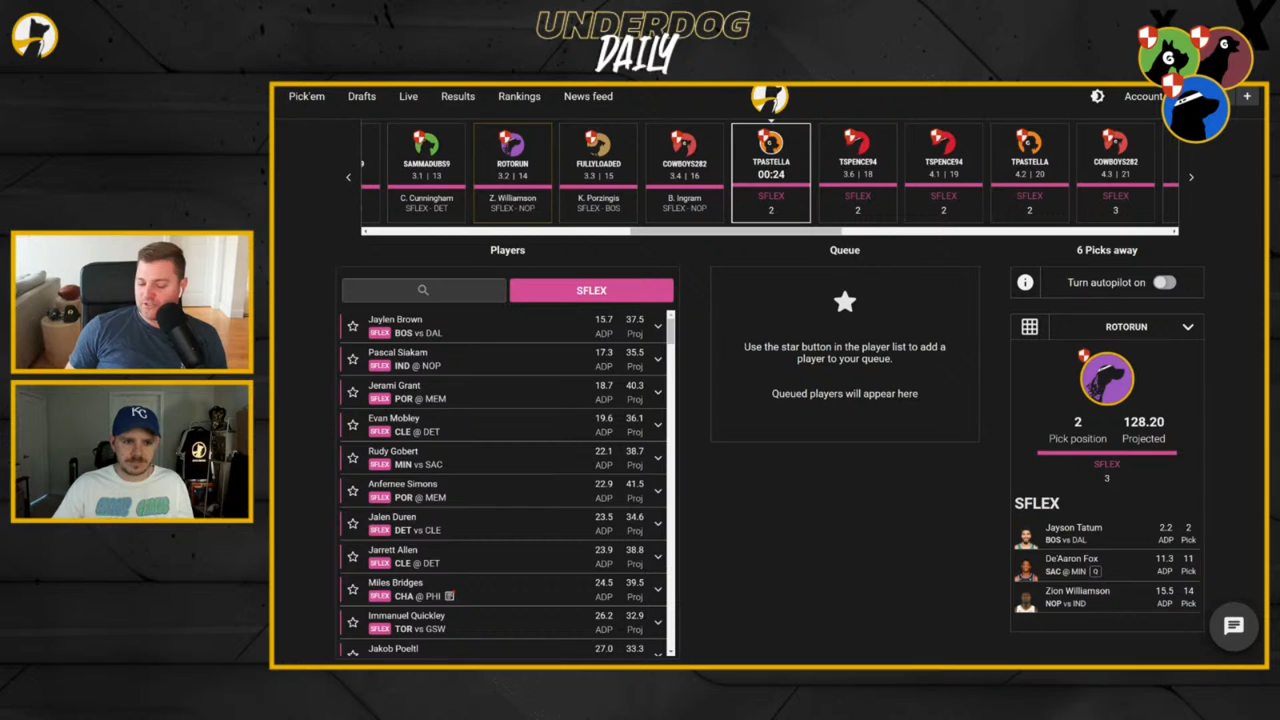 UNDERDOG
DAILY
Pick'em Drafts Live Results Rankings News feed Account +
SAMMADUBS9
3.1 | 13
C. Cunningham
SFLEX - DET
ROTORUN
3.2 | 14
Z. Williamson
SFLEX - NOP
FULLYLOADED
3.3 | 15
K. Porzingis
SFLEX - BOS
COWBOYS282
3.4 | 16
B. Ingram
SFLEX - NOP
TPASTELLA
00:24
SFLEX
2
TSPENCE94
3.6 | 18
SFLEX
2
TSPENCE94
4.1 | 19
SFLEX
2
TPASTELLA
4.2 | 20
SFLEX
2
COWBOYS282
4.3 | 21
SFLEX
3
Players
SFLEX
Jaylen Brown 15.7 37.5
SFLEX BOS vs DAL ADP Proj
Pascal Siakam 17.3 35.5
SFLEX IND @ NOP ADP Proj
Jerami Grant 18.7 40.3
SFLEX POR @ MEM ADP Proj
Evan Mobley 19.6 36.1
SFLEX CLE @ DET ADP Proj
Rudy Gobert 22.1 38.7
SFLEX MIN vs SAC ADP Proj
Anfernee Simons 22.9 41.5
SFLEX POR @ MEM ADP Proj
Jalen Duren 23.5 34.6
SFLEX DET vs CLE ADP Proj
Jarrett Allen 23.9 38.8
SFLEX CLE @ DET ADP Proj
Miles Bridges 24.5 39.5
SFLEX CHA @ PHI ADP Proj
Immanuel Quickley 26.2 32.9
SFLEX TOR vs GSW ADP Proj
Jakob Poeltl 27.0 33.3
Queue
Use the star button in the player list to add a
player to your queue.
Queued players will appear here
6 Picks away
Turn autopilot on
ROTORUN
2 128.20
Pick position Projected
SFLEX
3
SFLEX
Jayson Tatum 2.2 2
BOS vs DAL ADP Pick
De'Aaron Fox 11.3 11
SAC @ MIN Q ADP Pick
Zion Williamson 15.5 14
NOP vs IND ADP Pick
KC
G
G